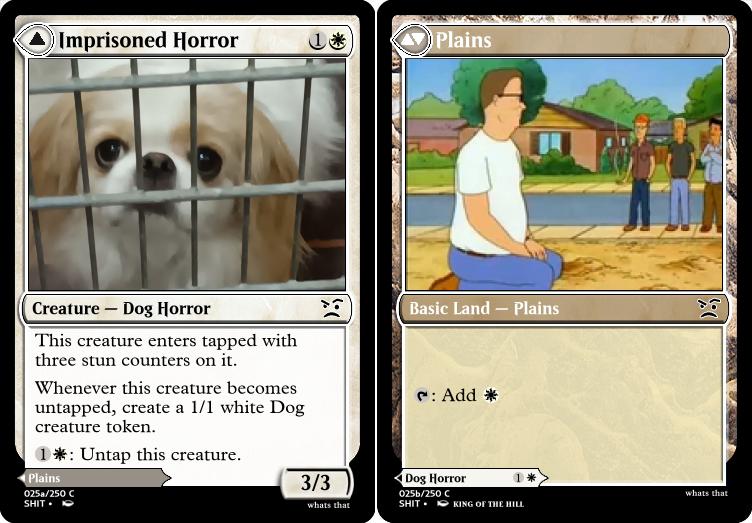 Imprisoned Horror 1
Creature — Dog Horror
This creature enters tapped with
three stun counters on it.
Whenever this creature becomes
untapped, create a 1/1 white Dog
creature token.
1 : Untap this creature.
Plains
3/3
025a/250 C
SHIT •
whats that
Plains
Basic Land — Plains
: Add
Dog Horror 1
025b/250 C
SHIT • KING OF THE HILL
whats that